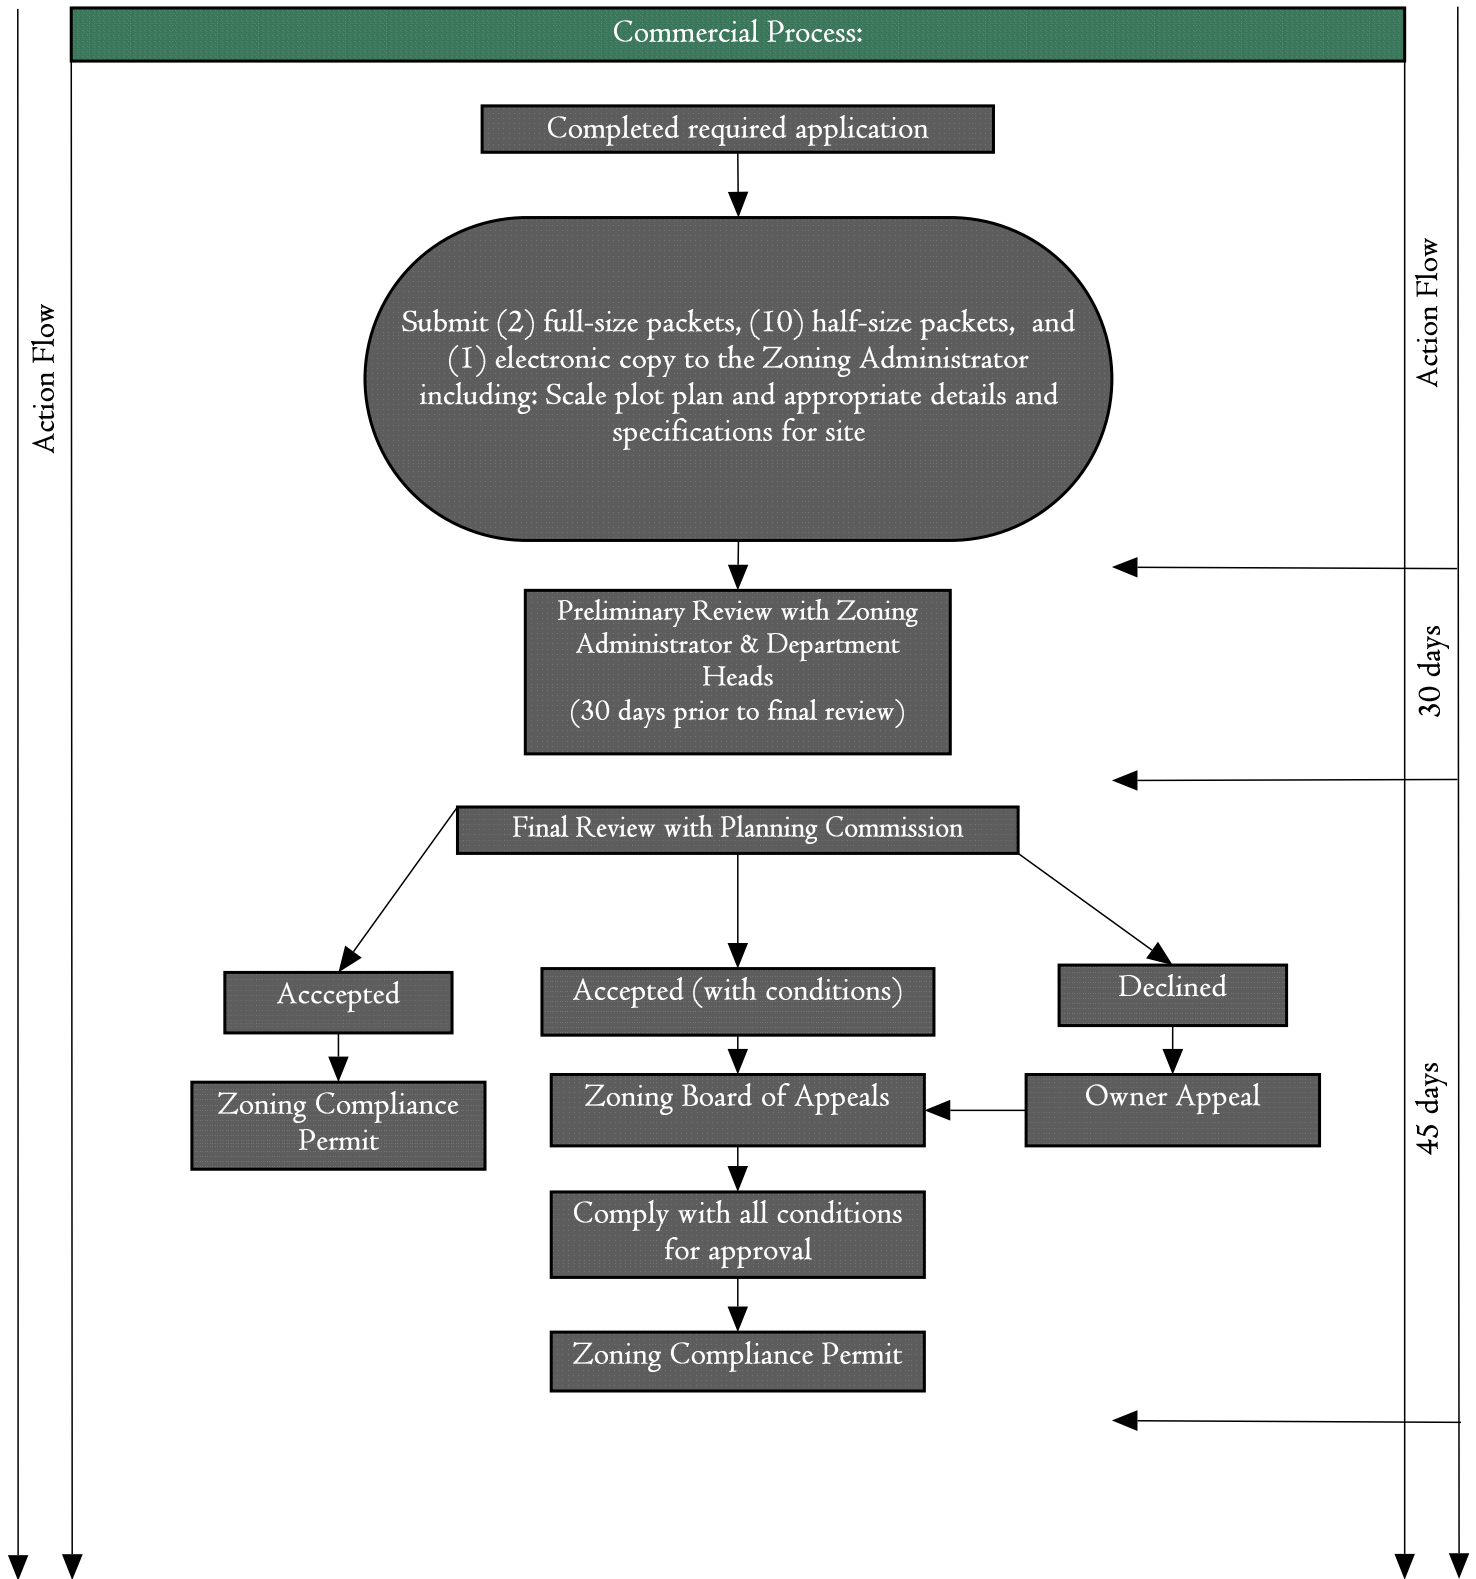 Commercial Process:
Completed required application
Submit (2) full-size packets, (10) half-size packets,  and
(1) electronic copy to the Zoning Administrator
including: Scale plot plan and appropriate details and
specifications for site
Action Flow
Action Flow
Preliminary Review with Zoning
Administrator & Department
Heads
(30 days prior to final review)
30 days
Final Review with Planning Commission
Acccepted
Accepted (with conditions)
Declined
Zoning Compliance
Permit
Zoning Board of Appeals
Owner Appeal
45 days
Comply with all conditions
for approval
Zoning Compliance Permit